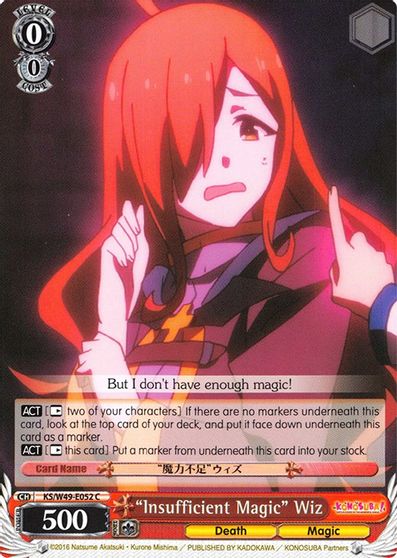 LEVEL
0
0
COST
But I don't have enough magic!
ACT [ two of your characters] If there are no markers underneath this
card, look at the top card of your deck, and put it face down underneath
this card as a marker.
ACT [ this card] Put a marker from underneath this card into your stock.
Card Name
"魔力不足"ウィズ
CH KS/W49-E052 C
POWER
500
"Insufficient Magic" Wiz
KONOSUBA!
Death
Magic
©2016 Natsume Akatsuki・Kurone Mishima / PUBLISHED BY KADOKAWA / KONOSUBA Partners